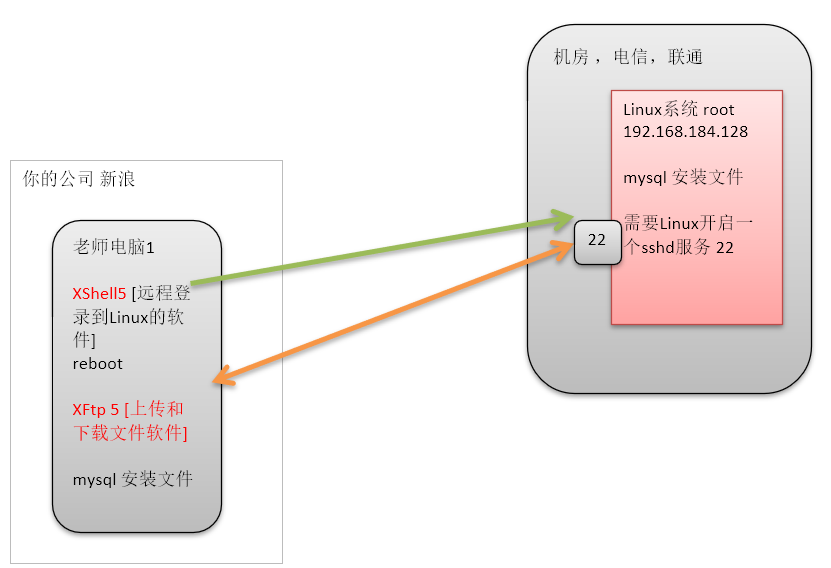 机房 ，电信，联通
Linux系统 root
192.168.184.128
mysql 安装文件
需要Linux开启一
个sshd服务 22
22
你的公司 新浪
老师电脑1
XShell5 [远程登
录到Linux的软
件]
reboot
XFtp 5 [上传和
下载文件软件]
mysql 安装文件